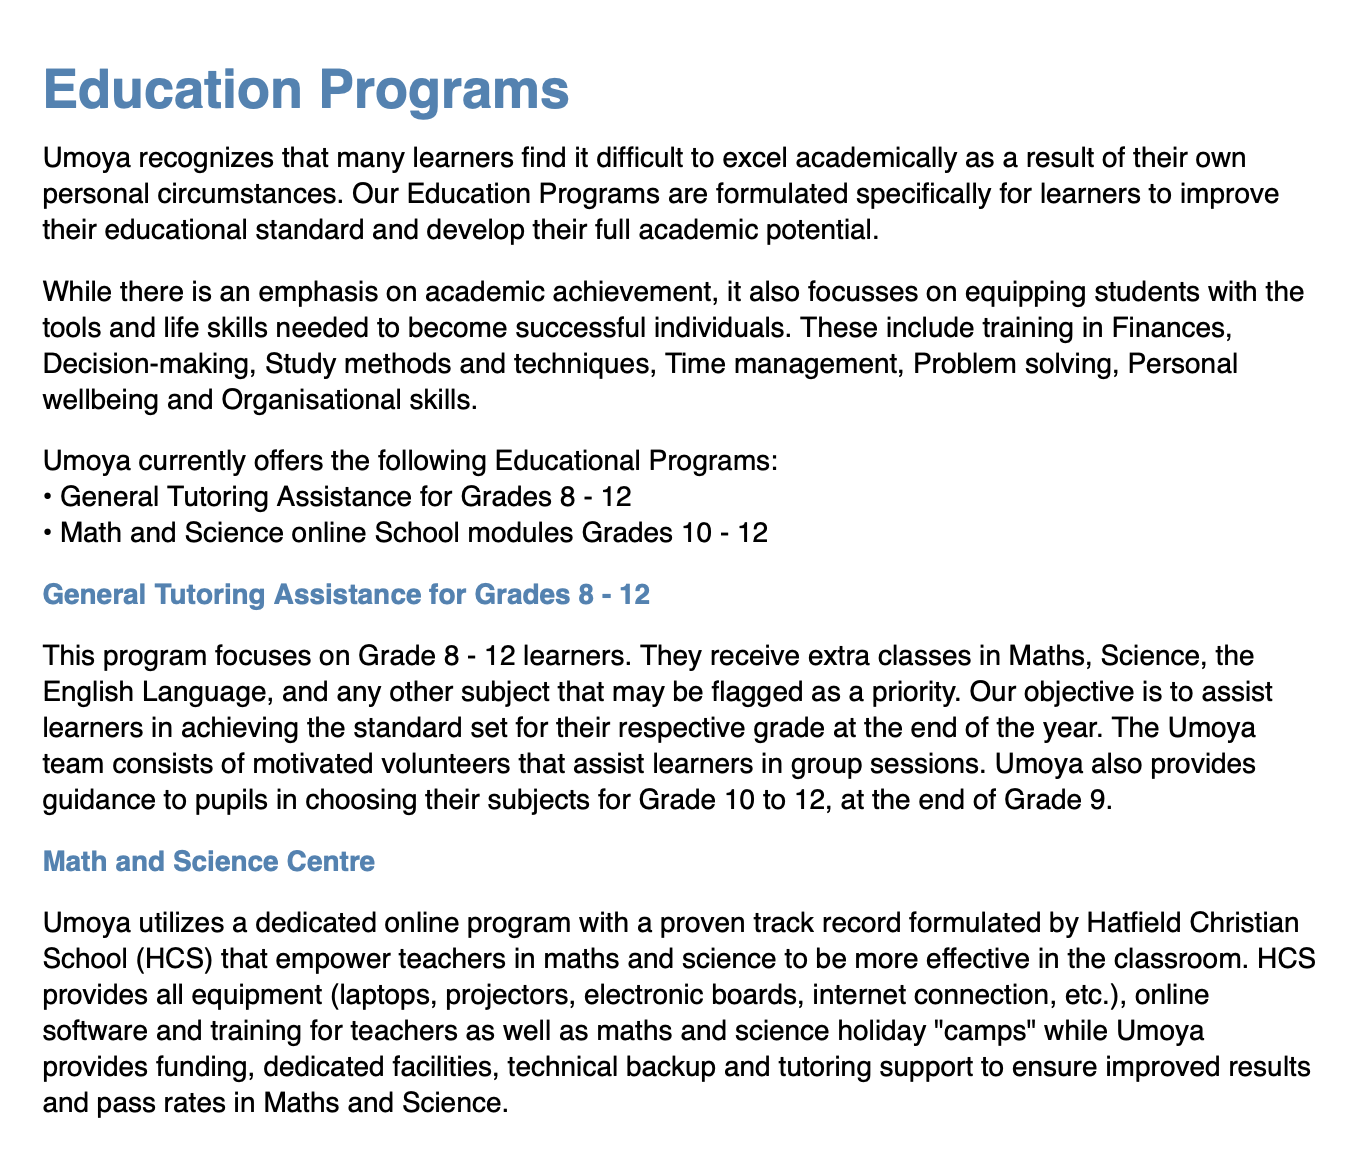 Education Programs
Umoya recognizes that many learners find it difficult to excel academically as a result of their own
personal circumstances. Our Education Programs are formulated specifically for learners to improve
their educational standard and develop their full academic potential.
While there is an emphasis on academic achievement, it also focusses on equipping students with the
tools and life skills needed to become successful individuals. These include training in Finances,
Decision-making, Study methods and techniques, Time management, Problem solving, Personal
wellbeing and Organisational skills.
Umoya currently offers the following Educational Programs:
• General Tutoring Assistance for Grades 8 - 12
• Math and Science online School modules Grades 10 - 12
General Tutoring Assistance for Grades 8 - 12
This program focuses on Grade 8 - 12 learners. They receive extra classes in Maths, Science, the
English Language, and any other subject that may be flagged as a priority. Our objective is to assist
learners in achieving the standard set for their respective grade at the end of the year. The Umoya
team consists of motivated volunteers that assist learners in group sessions. Umoya also provides
guidance to pupils in choosing their subjects for Grade 10 to 12, at the end of Grade 9.
Math and Science Centre
Umoya utilizes a dedicated online program with a proven track record formulated by Hatfield Christian
School (HCS) that empower teachers in maths and science to be more effective in the classroom. HCS
provides all equipment (laptops, projectors, electronic boards, internet connection, etc.), online
software and training for teachers as well as maths and science holiday "camps" while Umoya
provides funding, dedicated facilities, technical backup and tutoring support to ensure improved results
and pass rates in Maths and Science.